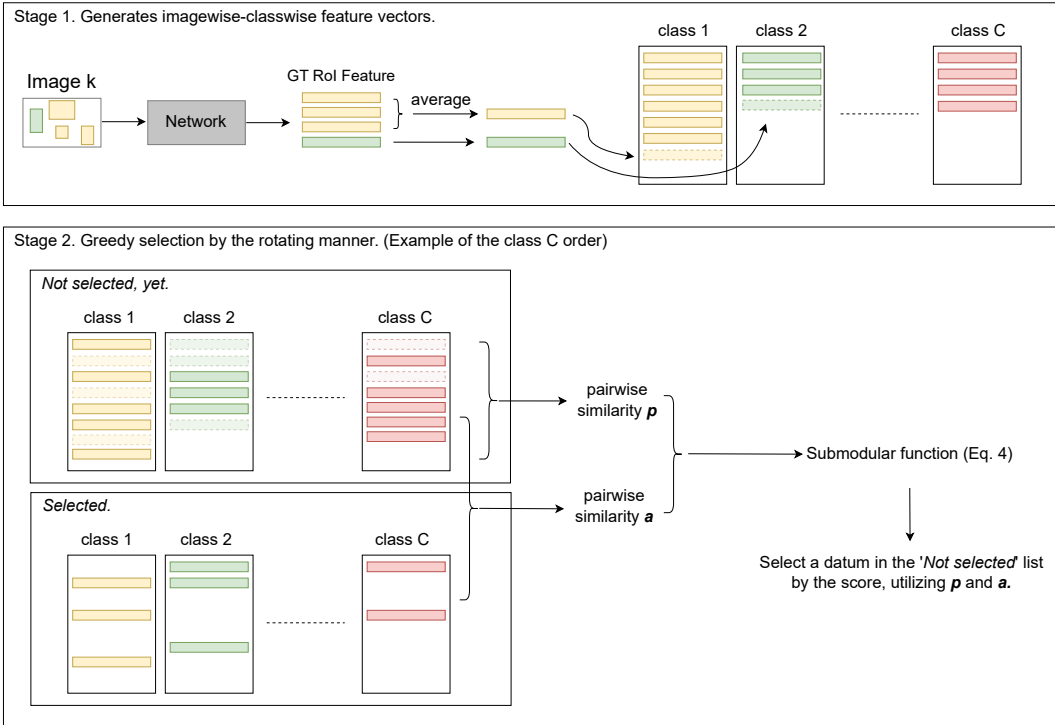 Stage 1. Generates imagewise-classwise feature vectors.
class 1
class 2
class C
Image k
GT RoI Feature
average
Network
Stage 2. Greedy selection by the rotating manner. (Example of the class C order)
Not selected, yet.
class 1
class 2
class C
pairwise
similarity p
Submodular function (Eq. 4)
Selected.
pairwise
similarity a
class 1
class 2
class C
Select a datum in the 'Not selected' list
by the score, utilizing p and a.